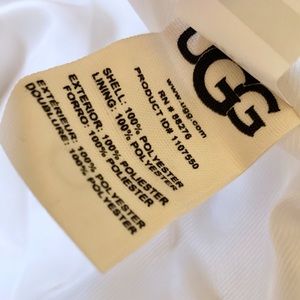 UGG
www.ugg.com
RN # 88276
PRODUCT ID# 1107550
SHELL: 100% POLYESTER
LINING: 100% POLYESTER
EXTERIOR: 100% POLIESTER
FORRO: 100% POLIESTER
EXTÉRIEUR: 100% POLYESTER
DOUBLURE: 100% POLYESTER